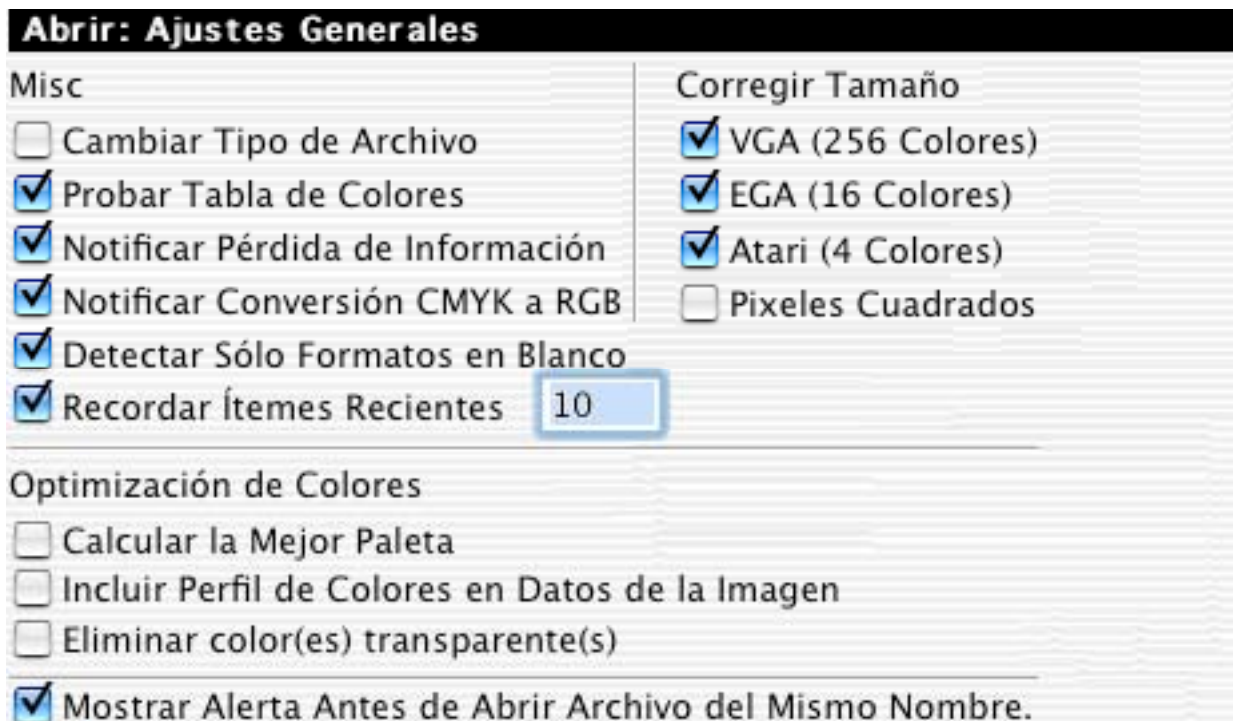 Abrir: Ajustes Generales
Misc
Cambiar Tipo de Archivo
Probar Tabla de Colores
Notificar Pérdida de Información
Notificar Conversión CMYK a RGB
Detectar Sólo Formatos en Blanco
Recordar Ítemes Recientes 10
Corregir Tamaño
VGA (256 Colores)
EGA (16 Colores)
Atari (4 Colores)
Pixeles Cuadrados
Optimización de Colores
Calcular la Mejor Paleta
Incluir Perfil de Colores en Datos de la Imagen
Eliminar color(es) transparente(s)
Mostrar Alerta Antes de Abrir Archivo del Mismo Nombre.